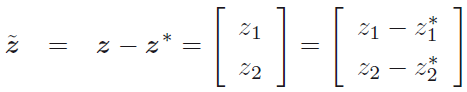 z̃ = z − z* = [ z₁ z₂ ] = [ z₁ − z₁* z₂ − z₂* ]